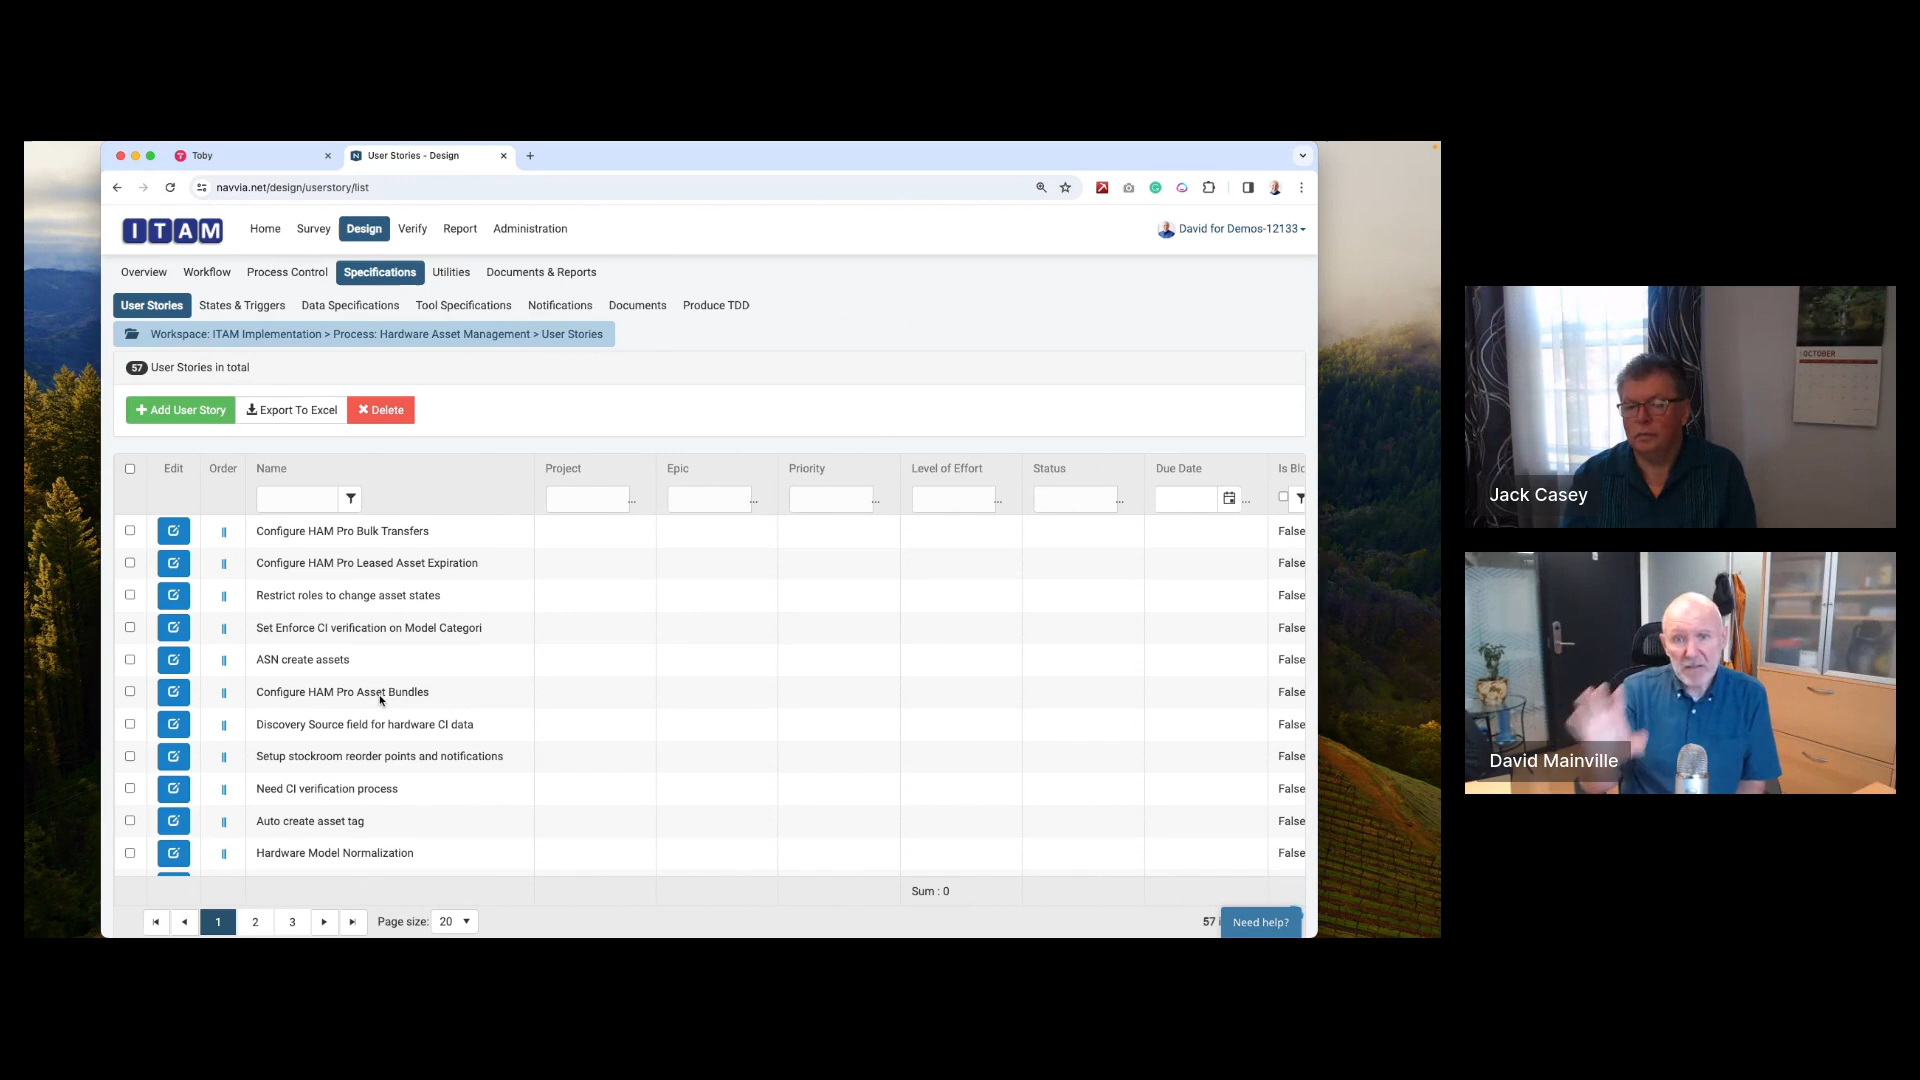 Toby
User Stories - Design
navvia.net/design/userstory/list
ITAM
Home Survey Design Verify Report Administration
David for Demos-12133
Overview Workflow Process Control Specifications Utilities Documents & Reports
User Stories States & Triggers Data Specifications Tool Specifications Notifications Documents Produce TDD
Workspace: ITAM Implementation > Process: Hardware Asset Management > User Stories
57 User Stories in total
Add User Story Export To Excel Delete
Edit Order Name Project Epic Priority Level of Effort Status Due Date Is Blc
... ... ... ... ... ...
Configure HAM Pro Bulk Transfers False
Configure HAM Pro Leased Asset Expiration False
Restrict roles to change asset states False
Set Enforce CI verification on Model Categori False
ASN create assets False
Configure HAM Pro Asset Bundles False
Discovery Source field for hardware CI data False
Setup stockroom reorder points and notifications False
Need CI verification process False
Auto create asset tag False
Hardware Model Normalization False
Sum : 0
1 2 3 Page size: 20 57
Need help?
OCTOBER
Jack Casey
David Mainville